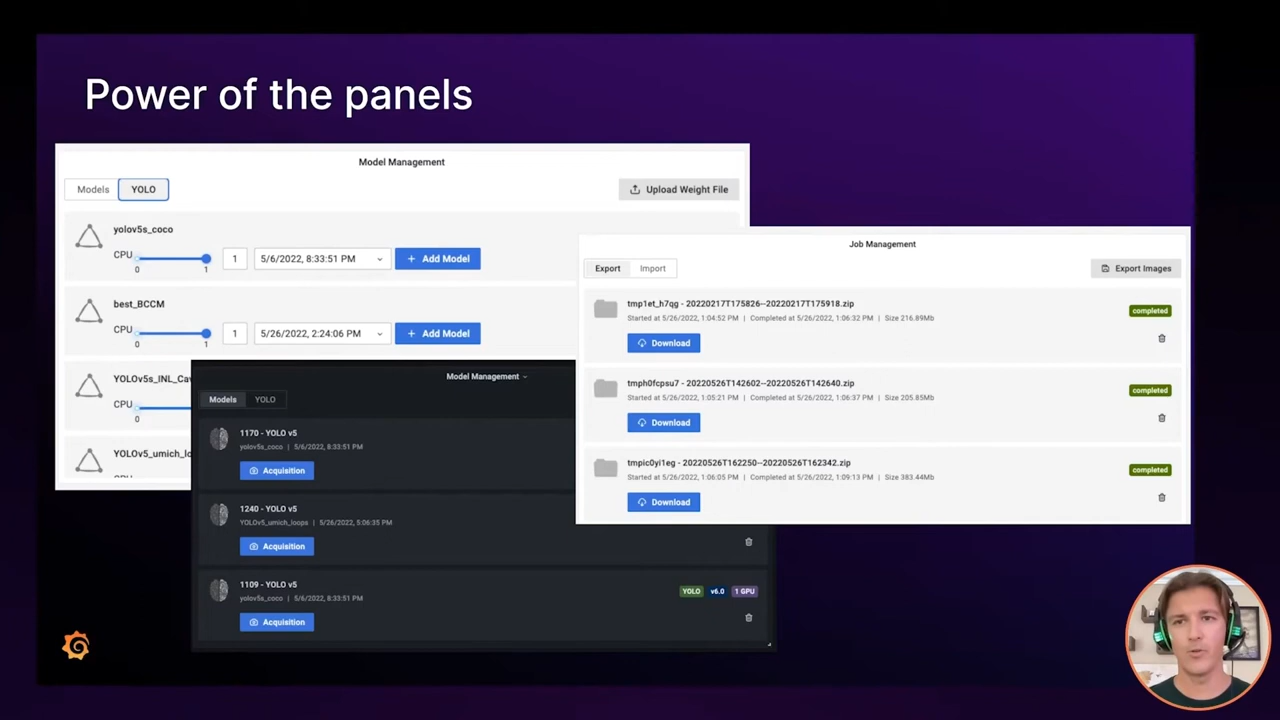 Power of the panels
Model Management
Models YOLO Upload Weight File
yolov5s_coco
CPU 0 1 1 5/6/2022, 8:33:51 PM + Add Model
best_BCCM
CPU 0 1 1 5/26/2022, 2:24:06 PM + Add Model
YOLOv5s_INL_Ca
CPU 0
YOLOv5_umich_lo
Job Management
Export Import Export Images
tmp1et_h7qg - 20220217T175826--20220217T175918.zip
Started at 5/26/2022, 1:04:52 PM | Completed at 5/26/2022, 1:06:32 PM | Size 216.89Mb
completed
Download
tmph0fcpsu7 - 20220526T142602--20220526T142640.zip
Started at 5/26/2022, 1:05:21 PM | Completed at 5/26/2022, 1:06:37 PM | Size 205.85Mb
completed
Download
tmpic0yi1eg - 20220526T162250--20220526T162342.zip
Started at 5/26/2022, 1:06:05 PM | Completed at 5/26/2022, 1:09:13 PM | Size 383.44Mb
completed
Download
Model Management
Models YOLO
1170 - YOLO v5
yolov5s_coco | 5/6/2022, 8:33:51 PM
Acquisition
1240 - YOLO v5
YOLOv5_umich_loops | 5/26/2022, 5:06:35 PM
Acquisition
1109 - YOLO v5
yolov5s_coco | 5/6/2022, 8:33:51 PM
YOLO v6.0 1 GPU
Acquisition